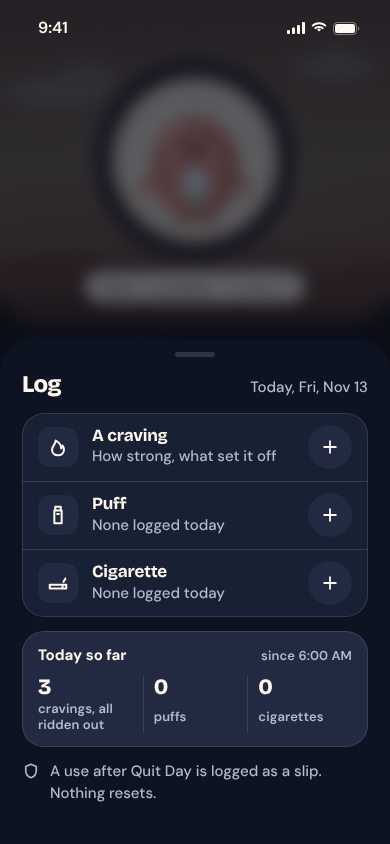 9:41
Log
Today, Fri, Nov 13
A craving
How strong, what set it off
Puff
None logged today
Cigarette
None logged today
Today so far
since 6:00 AM
3
cravings, all
ridden out
0
puffs
0
cigarettes
A use after Quit Day is logged as a slip.
Nothing resets.